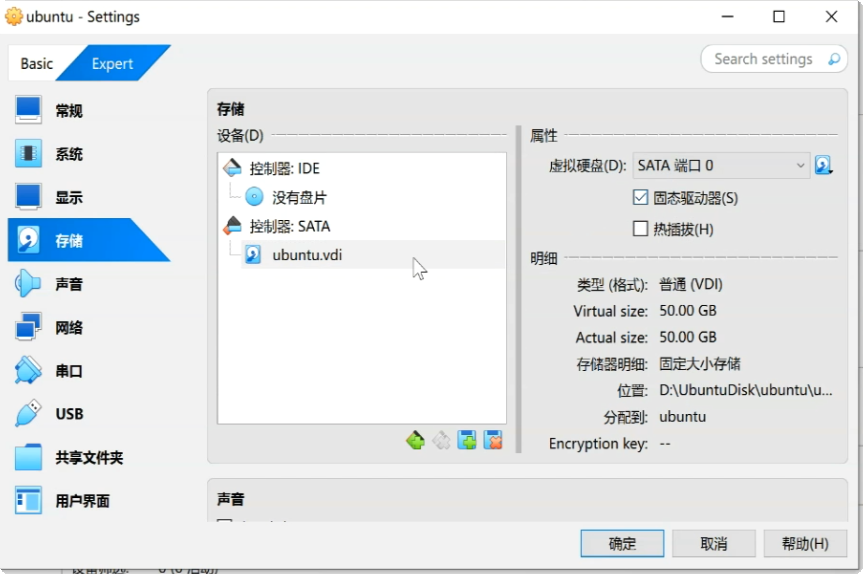 ubuntu - Settings
Basic Expert Search settings
常规
系统
显示
存储
声音
网络
串口
USB
共享文件夹
用户界面
存储
设备(D)
控制器: IDE
没有盘片
控制器: SATA
ubuntu.vdi
属性
虚拟硬盘(D): SATA 端口 0
固态驱动器(S)
热插拔(H)
明细
类型 (格式): 普通 (VDI)
Virtual size: 50.00 GB
Actual size: 50.00 GB
存储器明细: 固定大小存储
位置: D:\UbuntuDisk\ubuntu\u...
分配到: ubuntu
Encryption key: --
声音
确定 取消 帮助(H)